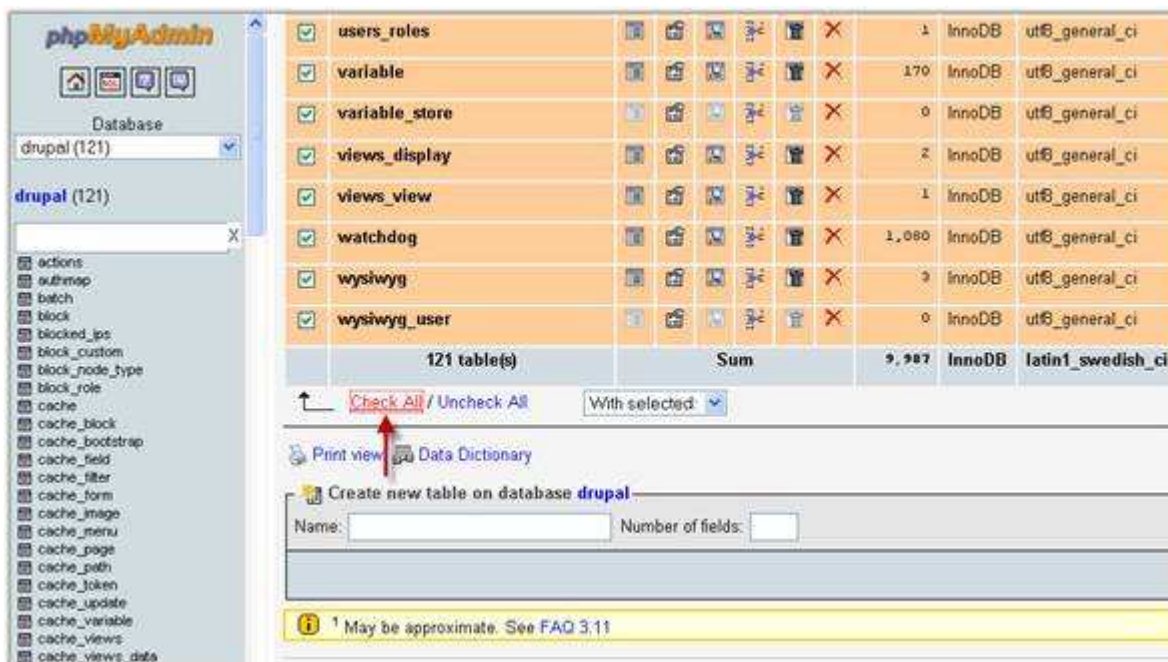 phpMyAdmin
Database
drupal (121)
drupal (121)
X
actions
authmap
batch
block
blocked_ips
block_custom
block_node_type
block_role
cache
cache_block
cache_bootstrap
cache_field
cache_filter
cache_form
cache_image
cache_menu
cache_page
cache_path
cache_token
cache_update
cache_variable
cache_views
cache_views_data
users_roles 1 InnoDB utf8_general_ci
variable 170 InnoDB utf8_general_ci
variable_store 0 InnoDB utf8_general_ci
views_display 2 InnoDB utf8_general_ci
views_view 1 InnoDB utf8_general_ci
watchdog 1,080 InnoDB utf8_general_ci
wysiwyg 3 InnoDB utf8_general_ci
wysiwyg_user 0 InnoDB utf8_general_ci
121 table(s) Sum 9,987 InnoDB latin1_swedish_ci
Check All / Uncheck All With selected:
Print view Data Dictionary
Create new table on database drupal
Name: Number of fields:
1 May be approximate. See FAQ 3.11